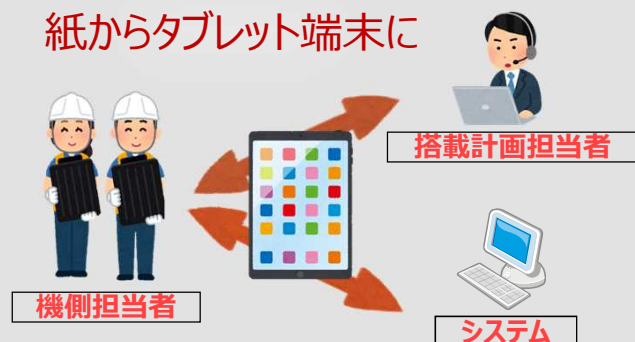 紙からタブレット端末に
搭載計画担当者
機側担当者
システム